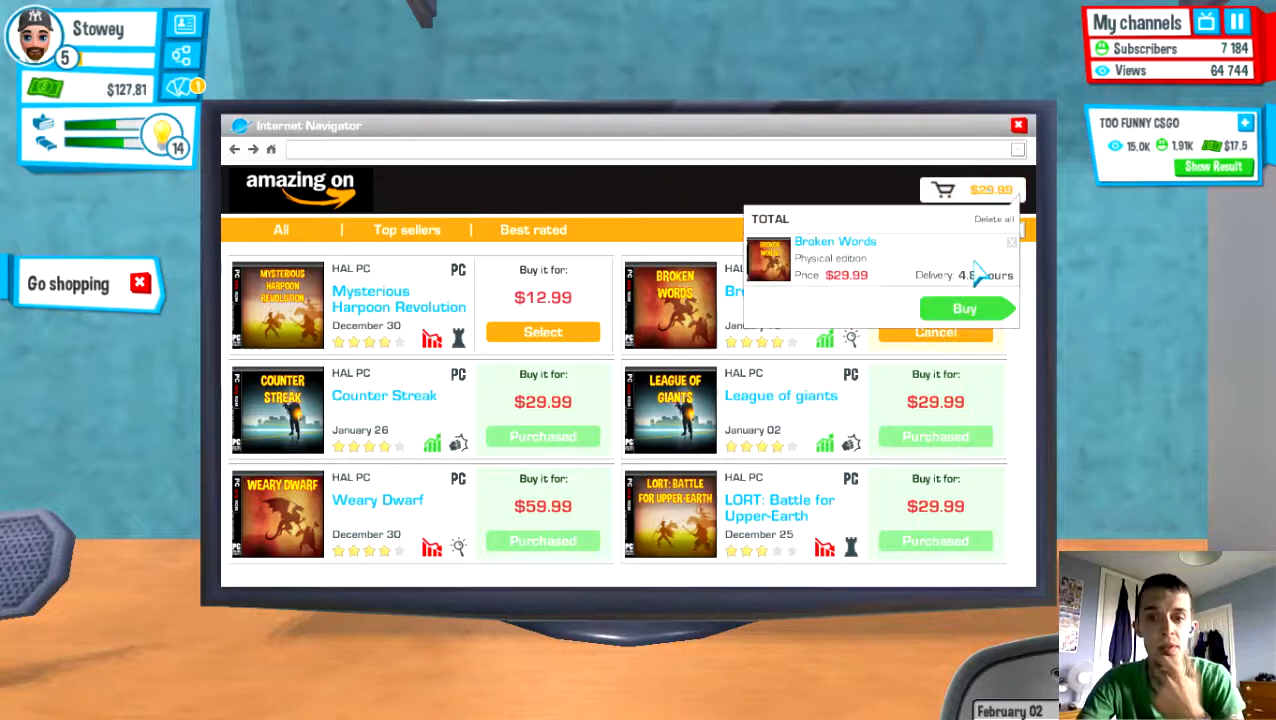 Stowey
5
$127.81
1
14
My channels
Subscribers 7 184
Views 64 744
TOO FUNNY CSGO
15.0K 1.91K $17.5
Show Result
Go shopping
Internet Navigator
amazing on
$29.99
All | Top sellers | Best rated
TOTAL Delete all
BROKEN WORDS
Broken Words
Physical edition
Price: $29.99
Buy
MYSTERIOUS HARPOON REVOLUTION
HAL PC PC
Mysterious
Harpoon Revolution
December 30
Buy it for:
$12.99
Select
BROKEN WORDS
HAL PC
Cancel
COUNTER STREAK
HAL PC PC
Counter Streak
January 26
Buy it for:
$29.99
Purchased
LEAGUE OF GIANTS
HAL PC PC
League of giants
January 02
Buy it for:
$29.99
Purchased
WEARY DWARF
HAL PC PC
Weary Dwarf
December 30
Buy it for:
$59.99
Purchased
LORT: BATTLE FOR UPPER-EARTH
HAL PC PC
LORT: Battle for
Upper-Earth
December 25
Buy it for:
$29.99
Purchased
February 02